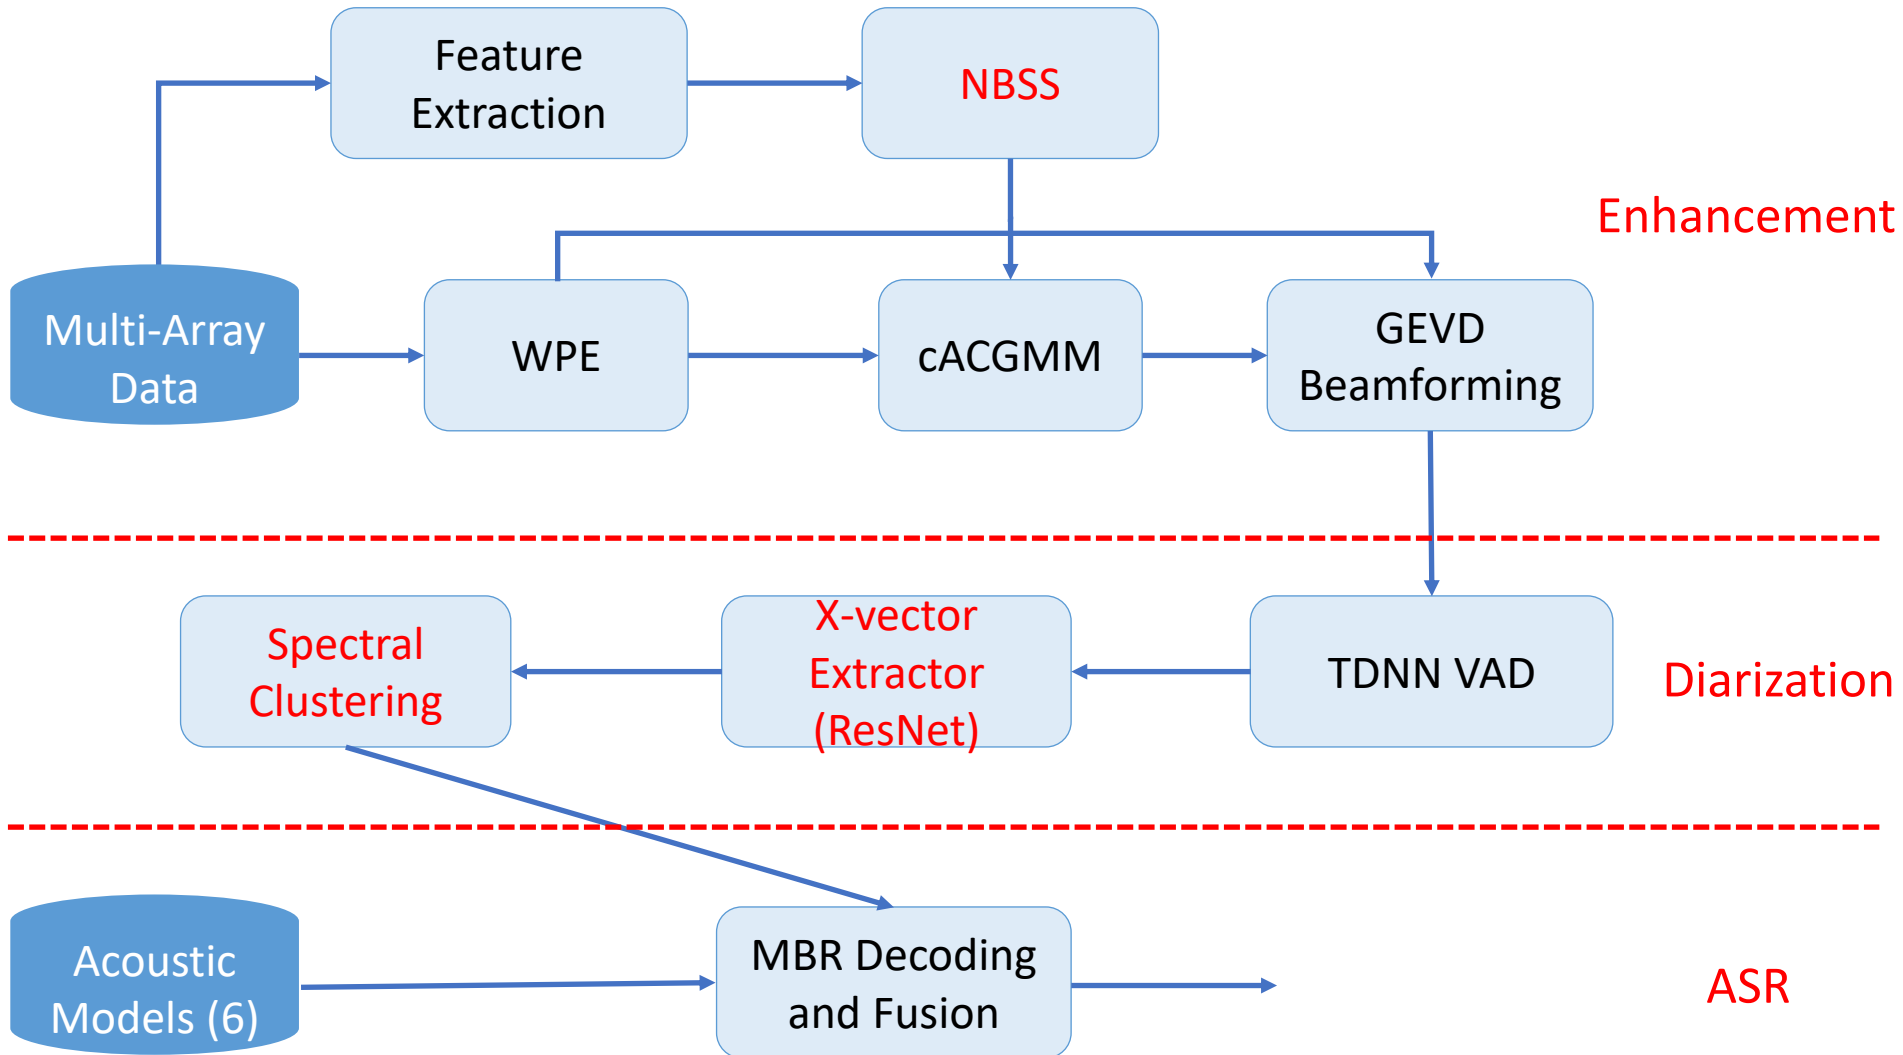 Feature
Extraction
NBSS
Enhancement
Multi-Array
Data
WPE
cACGMM
GEVD
Beamforming
Spectral
Clustering
X-vector
Extractor
(ResNet)
TDNN VAD
Diarization
Acoustic
Models (6)
MBR Decoding
and Fusion
ASR